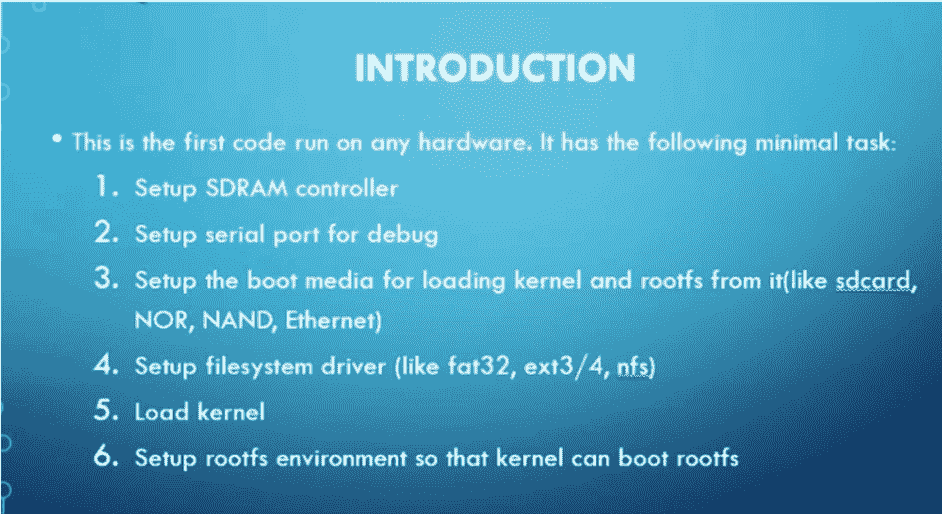 INTRODUCTION
• This is the first code run on any hardware. It has the following minimal task:
1. Setup SDRAM controller
2. Setup serial port for debug
3. Setup the boot media for loading kernel and rootfs from it(like sdcard,
NOR, NAND, Ethernet)
4. Setup filesystem driver (like fat32, ext3/4, nfs)
5. Load kernel
6. Setup rootfs environment so that kernel can boot rootfs